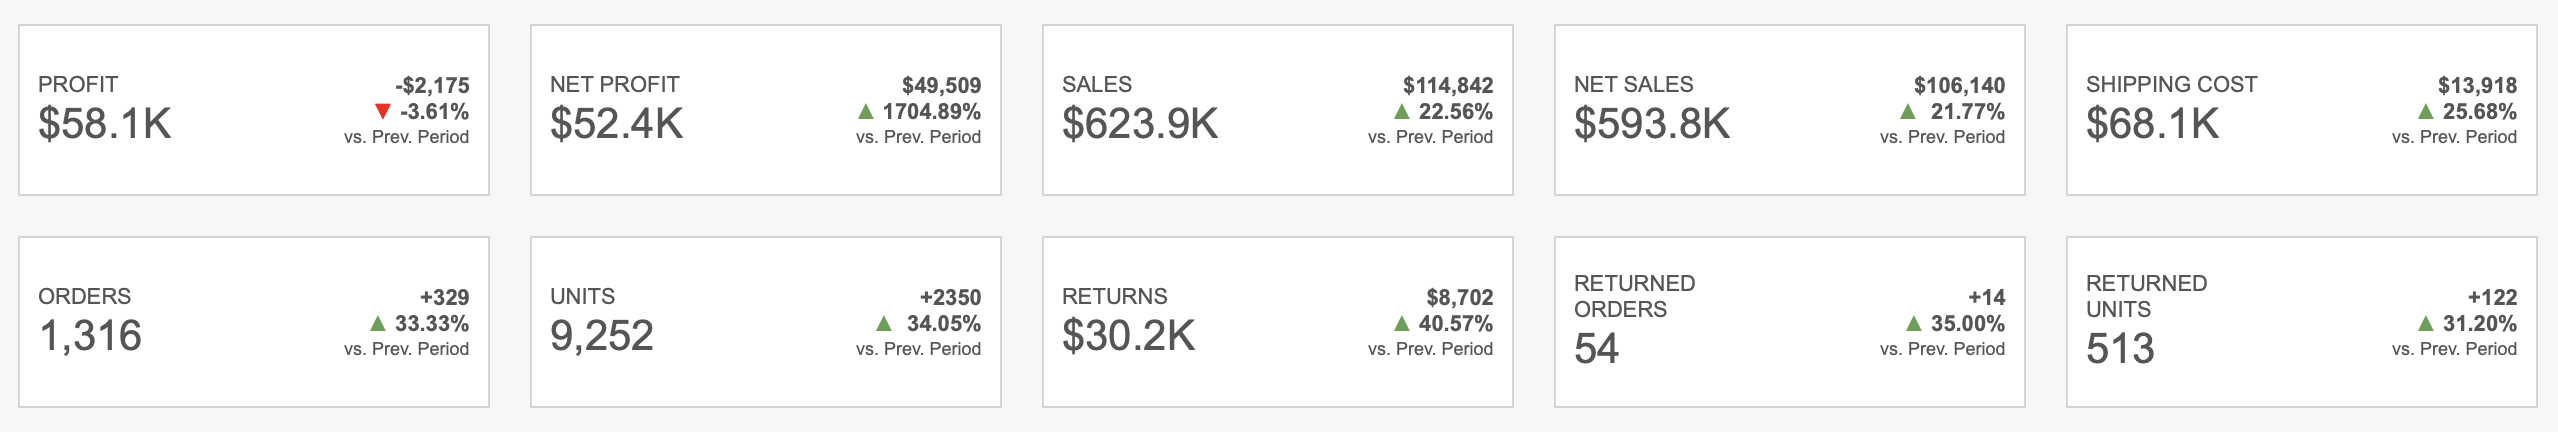 PROFIT
$58.1K
-$2,175
▼ -3.61%
vs. Prev. Period
NET PROFIT
$52.4K
$49,509
▲ 1704.89%
vs. Prev. Period
SALES
$623.9K
$114,842
▲ 22.56%
vs. Prev. Period
NET SALES
$593.8K
$106,140
▲ 21.77%
vs. Prev. Period
SHIPPING COST
$68.1K
$13,918
▲ 25.68%
vs. Prev. Period
ORDERS
1,316
+329
▲ 33.33%
vs. Prev. Period
UNITS
9,252
+2350
▲ 34.05%
vs. Prev. Period
RETURNS
$30.2K
$8,702
▲ 40.57%
vs. Prev. Period
RETURNED
ORDERS
54
+14
▲ 35.00%
vs. Prev. Period
RETURNED
UNITS
513
+122
▲ 31.20%
vs. Prev. Period